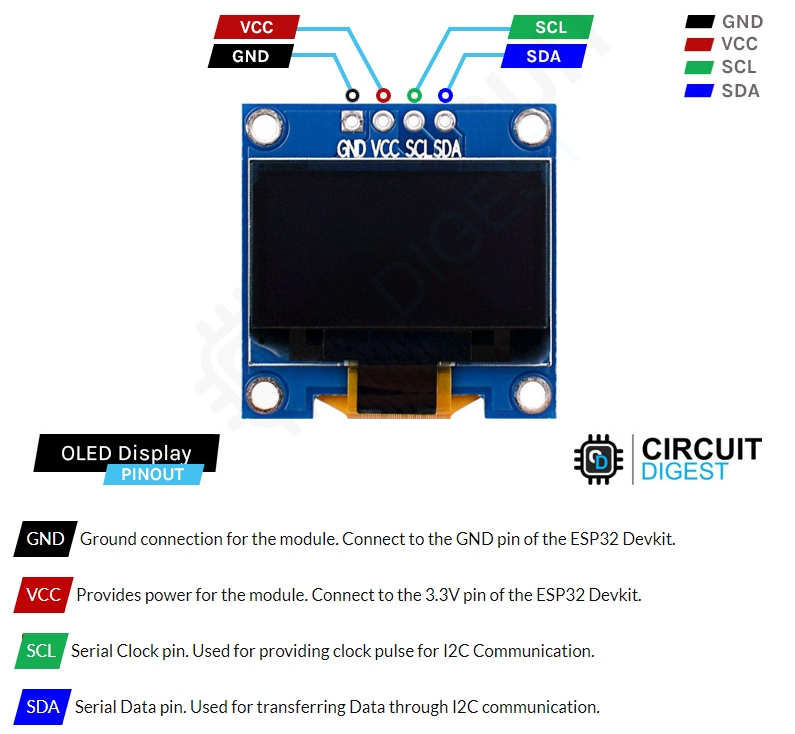 VCC
GND
SCL
SDA
GND
VCC
SCL
SDA
GND VCC SCL SDA
CIRCUIT
DIGEST
OLED Display
PINOUT
CIRCUIT
DIGEST
GND Ground connection for the module. Connect to the GND pin of the ESP32 Devkit.
VCC Provides power for the module. Connect to the 3.3V pin of the ESP32 Devkit.
SCL Serial Clock pin. Used for providing clock pulse for I2C Communication.
SDA Serial Data pin. Used for transferring Data through I2C communication.